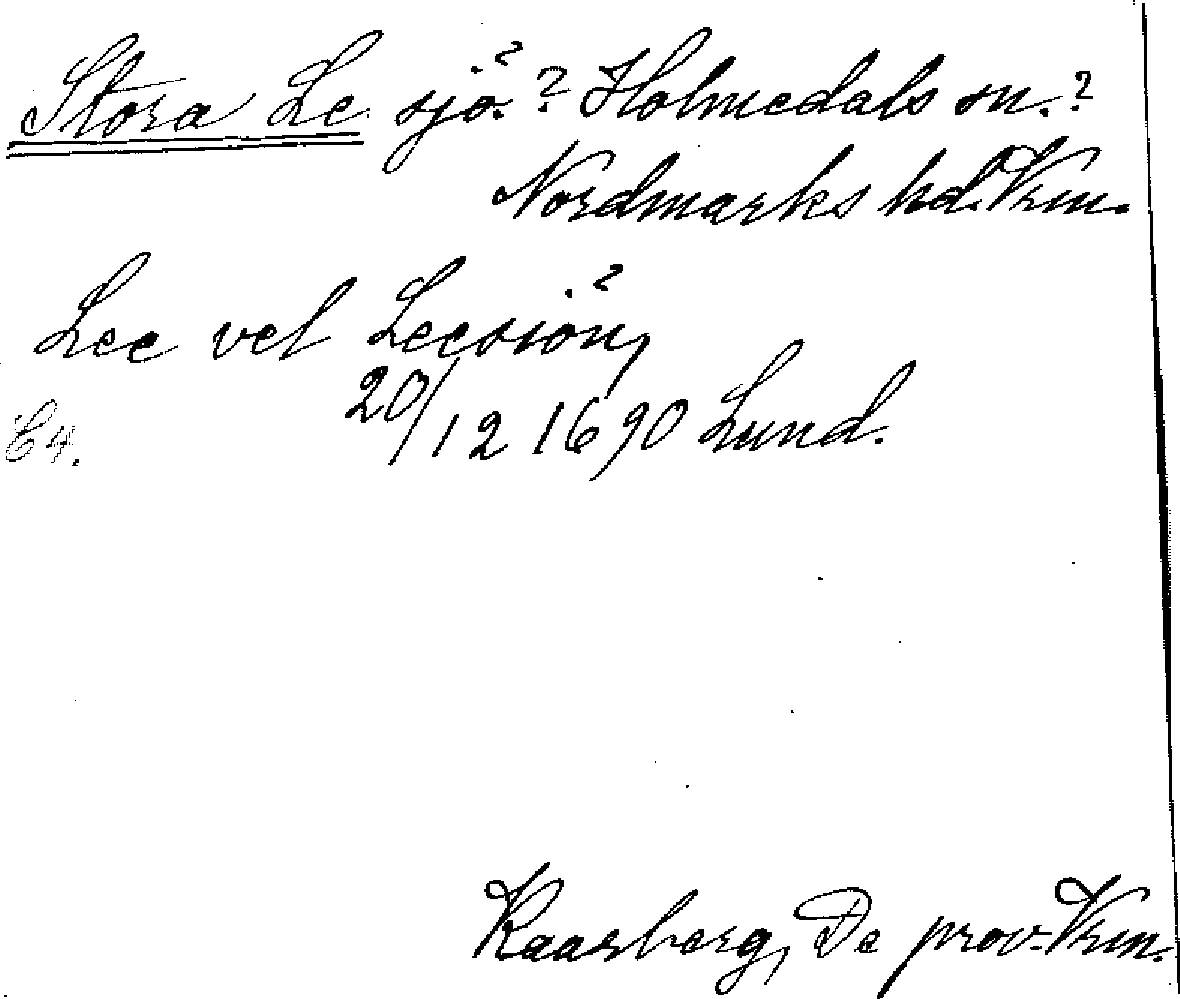 Stora Le sjö.? Holmedals sn.?
Nordmarks hd. Vrm.
Lee vel Leesiön,
20/12 1690 Lund.
Kaarberg, De prov. Vrm.